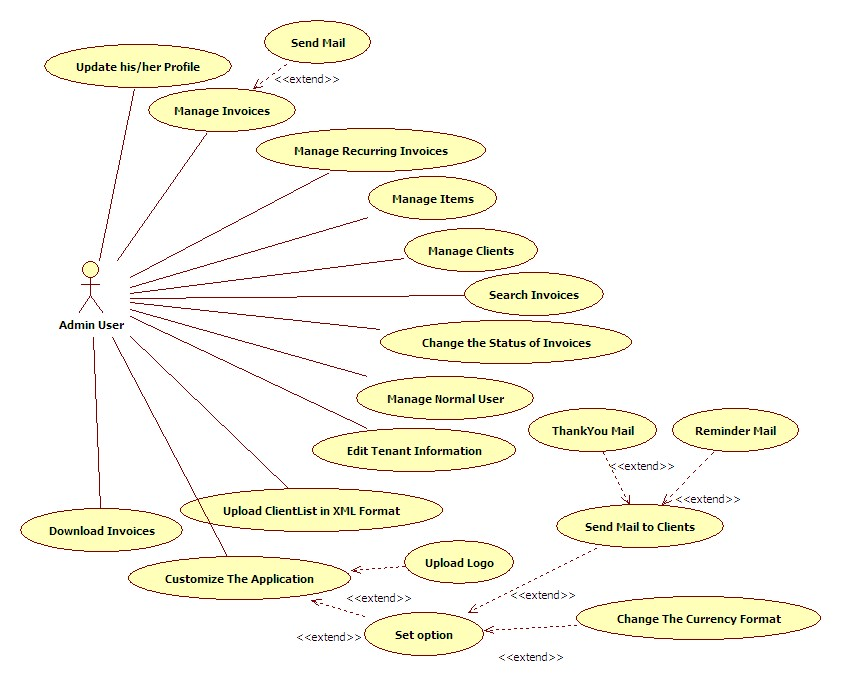 Send Mail
Update his/her Profile
<<extend>>
Manage Invoices
Manage Recurring Invoices
Manage Items
Manage Clients
Search Invoices
Admin User
Change the Status of Invoices
Manage Normal User
ThankYou Mail
Reminder Mail
Edit Tenant Information
<<extend>>
<<extend>>
Upload ClientList in XML Format
Send Mail to Clients
Download Invoices
Upload Logo
Customize The Application
<<extend>>
<<extend>>
Change The Currency Format
Set option
<<extend>>
<<extend>>